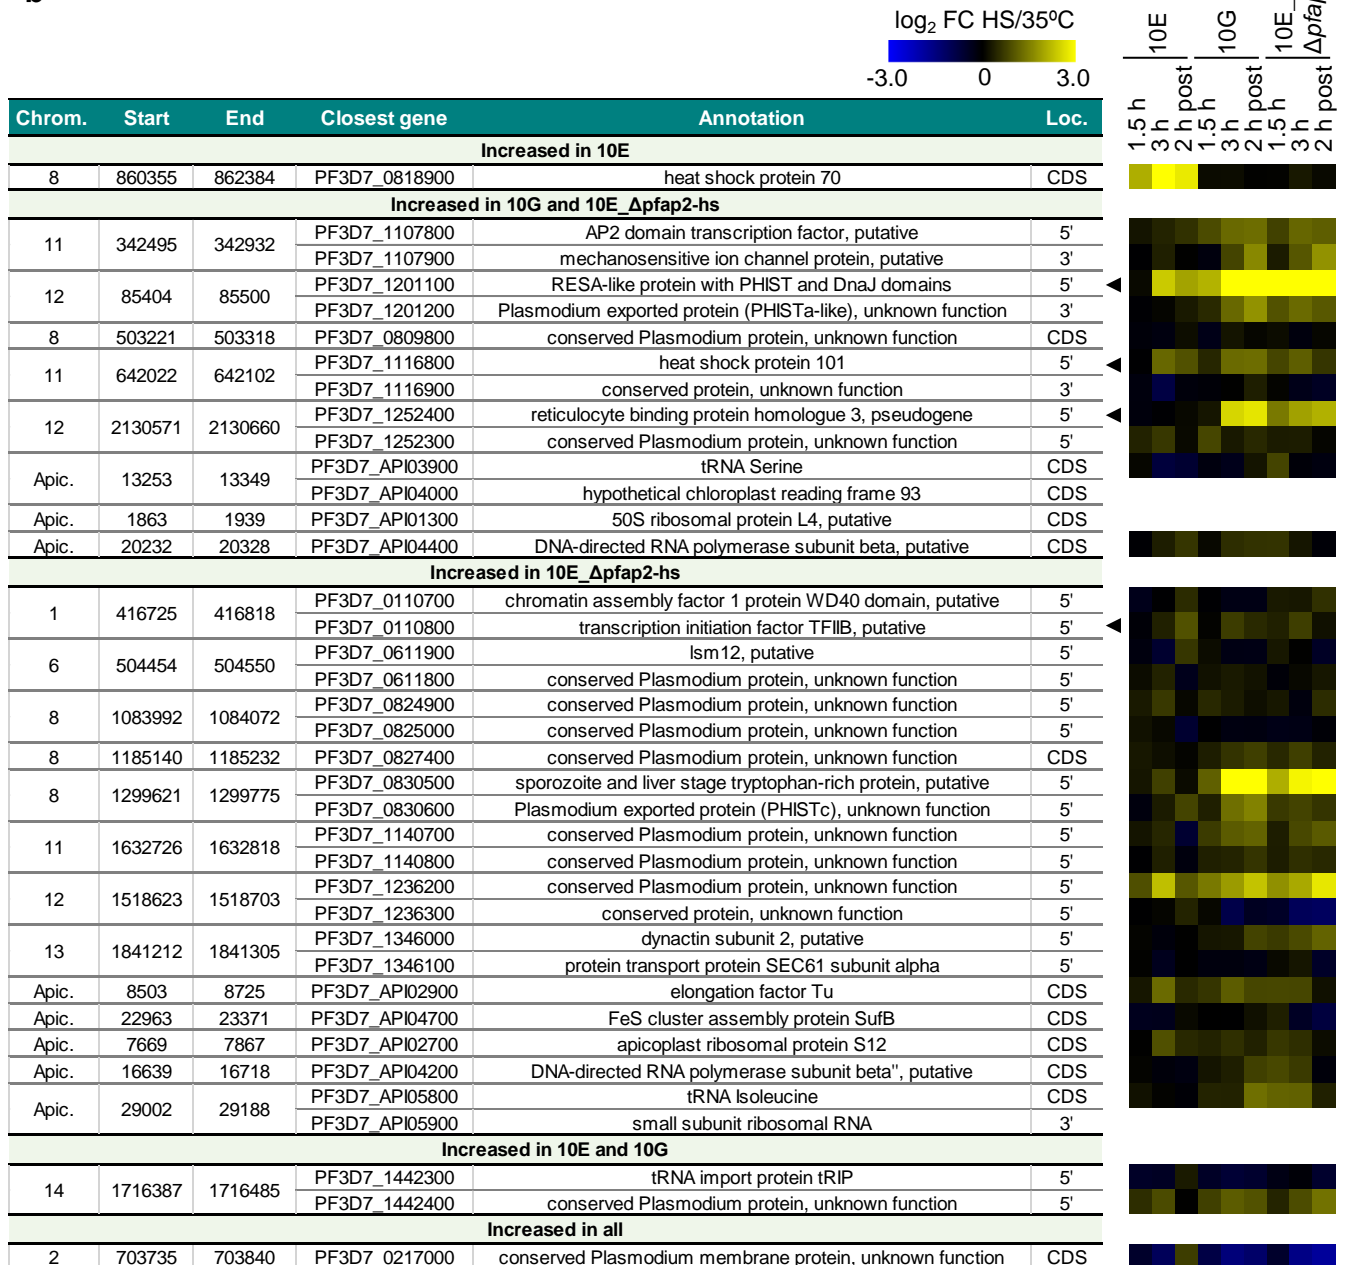 log2 FC HS/35ºC
-3.0 0 3.0
10E 10G 10E_
1.5 h 3 h 2 h post 1.5 h 3 h 2 h post 1.5 h 3 h 2 h post
Chrom. Start End Closest gene Annotation Loc.
Increased in 10E
8 860355 862384 PF3D7_0818900 heat shock protein 70 CDS
Increased in 10G and 10E_Δpfap2-hs
11 342495 342932 PF3D7_1107800 AP2 domain transcription factor, putative 5'
PF3D7_1107900 mechanosensitive ion channel protein, putative 3'
12 85404 85500 PF3D7_1201100 RESA-like protein with PHIST and DnaJ domains 5'
PF3D7_1201200 Plasmodium exported protein (PHISTa-like), unknown function 3'
8 503221 503318 PF3D7_0809800 conserved Plasmodium protein, unknown function CDS
11 642022 642102 PF3D7_1116800 heat shock protein 101 5'
PF3D7_1116900 conserved protein, unknown function 3'
12 2130571 2130660 PF3D7_1252400 reticulocyte binding protein homologue 3, pseudogene 5'
PF3D7_1252300 conserved Plasmodium protein, unknown function 5'
Apic. 13253 13349 PF3D7_API03900 tRNA Serine CDS
PF3D7_API04000 hypothetical chloroplast reading frame 93 CDS
Apic. 1863 1939 PF3D7_API01300 50S ribosomal protein L4, putative CDS
Apic. 20232 20328 PF3D7_API04400 DNA-directed RNA polymerase subunit beta, putative CDS
Increased in 10E_Δpfap2-hs
1 416725 416818 PF3D7_0110700 chromatin assembly factor 1 protein WD40 domain, putative 5'
PF3D7_0110800 transcription initiation factor TFIIB, putative 5'
6 504454 504550 PF3D7_0611900 lsm12, putative 5'
PF3D7_0611800 conserved Plasmodium protein, unknown function 5'
8 1083992 1084072 PF3D7_0824900 conserved Plasmodium protein, unknown function 5'
PF3D7_0825000 conserved Plasmodium protein, unknown function 5'
8 1185140 1185232 PF3D7_0827400 conserved Plasmodium protein, unknown function CDS
8 1299621 1299775 PF3D7_0830500 sporozoite and liver stage tryptophan-rich protein, putative 5'
PF3D7_0830600 Plasmodium exported protein (PHISTc), unknown function 5'
11 1632726 1632818 PF3D7_1140700 conserved Plasmodium protein, unknown function 5'
PF3D7_1140800 conserved Plasmodium protein, unknown function 5'
12 1518623 1518703 PF3D7_1236200 conserved Plasmodium protein, unknown function 5'
PF3D7_1236300 conserved protein, unknown function 5'
13 1841212 1841305 PF3D7_1346000 dynactin subunit 2, putative 5'
PF3D7_1346100 protein transport protein SEC61 subunit alpha 5'
Apic. 8503 8725 PF3D7_API02900 elongation factor Tu CDS
Apic. 22963 23371 PF3D7_API04700 FeS cluster assembly protein SufB CDS
Apic. 7669 7867 PF3D7_API02700 apicoplast ribosomal protein S12 CDS
Apic. 16639 16718 PF3D7_API04200 DNA-directed RNA polymerase subunit beta", putative CDS
Apic. 29002 29188 PF3D7_API05800 tRNA Isoleucine CDS
PF3D7_API05900 small subunit ribosomal RNA 3'
Increased in 10E and 10G
14 1716387 1716485 PF3D7_1442300 tRNA import protein tRIP 5'
PF3D7_1442400 conserved Plasmodium protein, unknown function 5'
Increased in all
2 703735 703840 PF3D7_0217000 conserved Plasmodium membrane protein, unknown function CDS